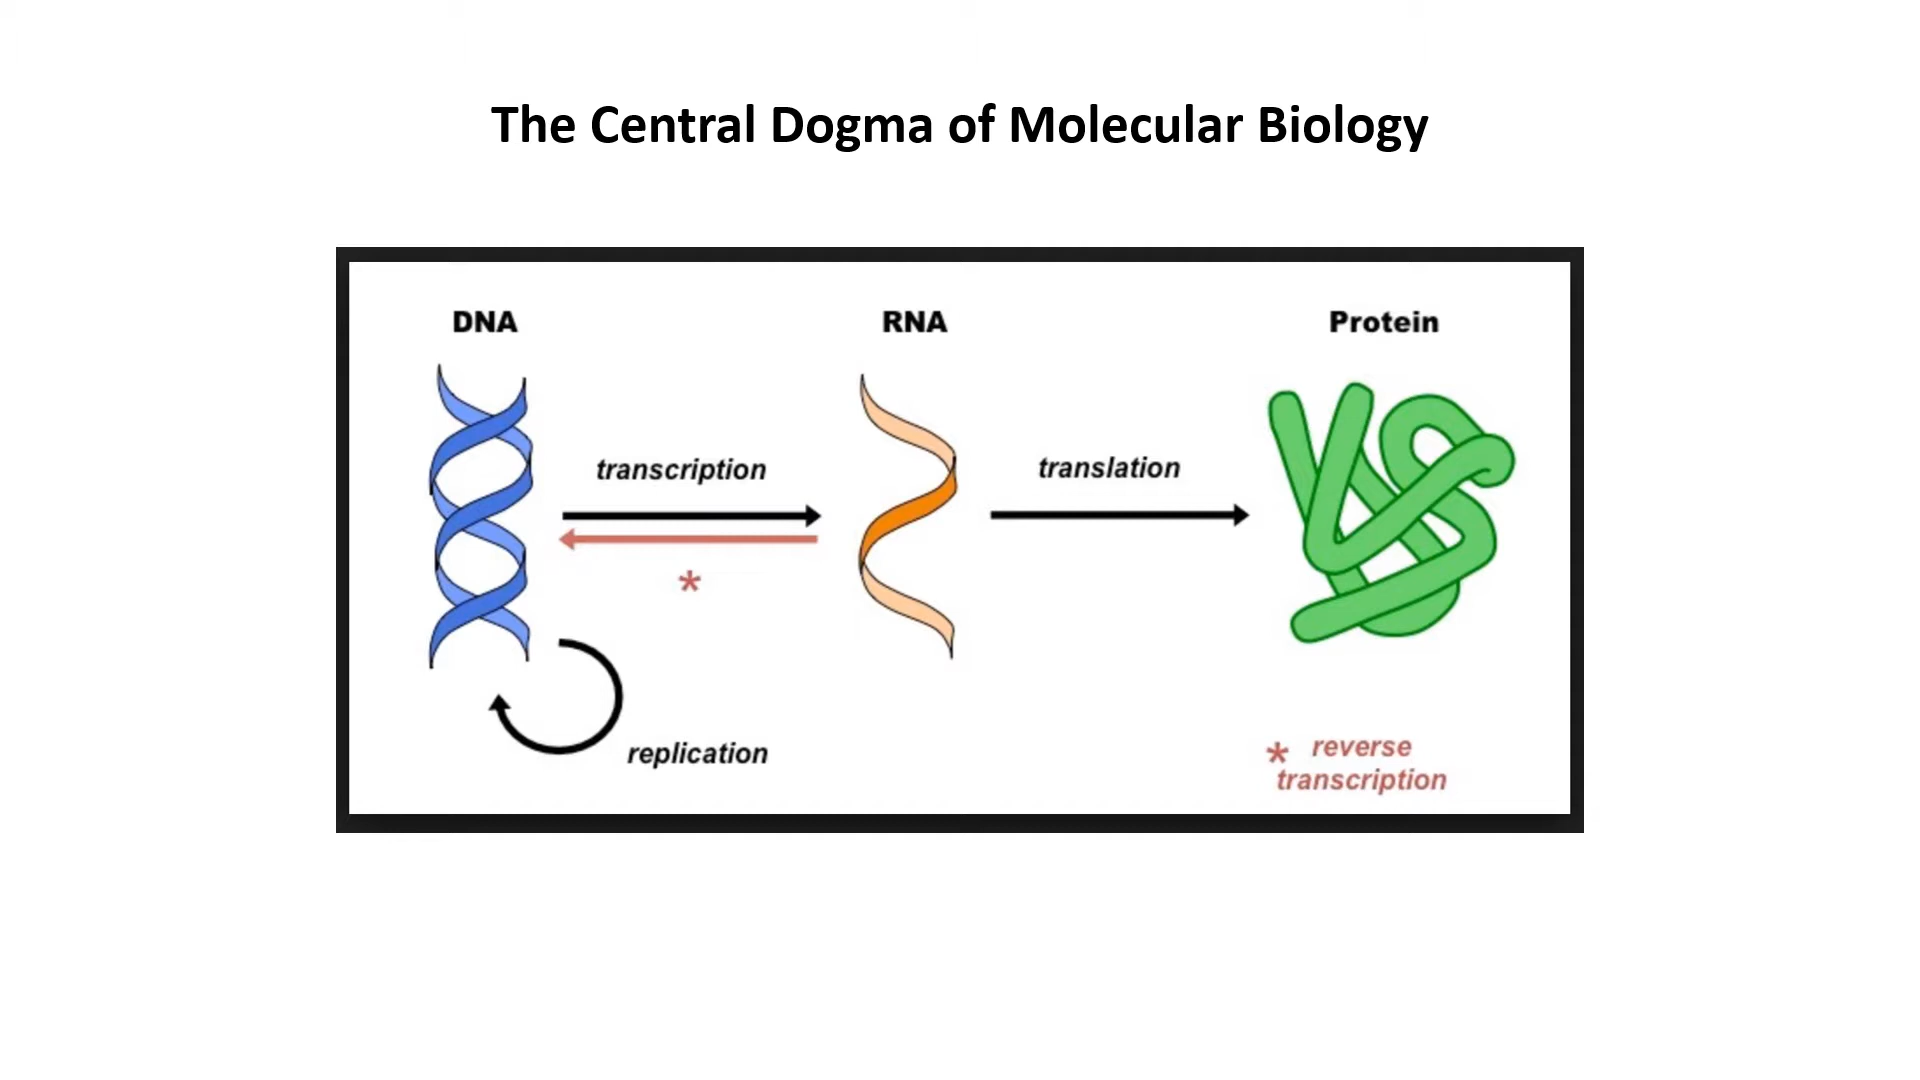 The Central Dogma of Molecular Biology
DNA
RNA
Protein
transcription
translation
*
replication
* reverse
transcription